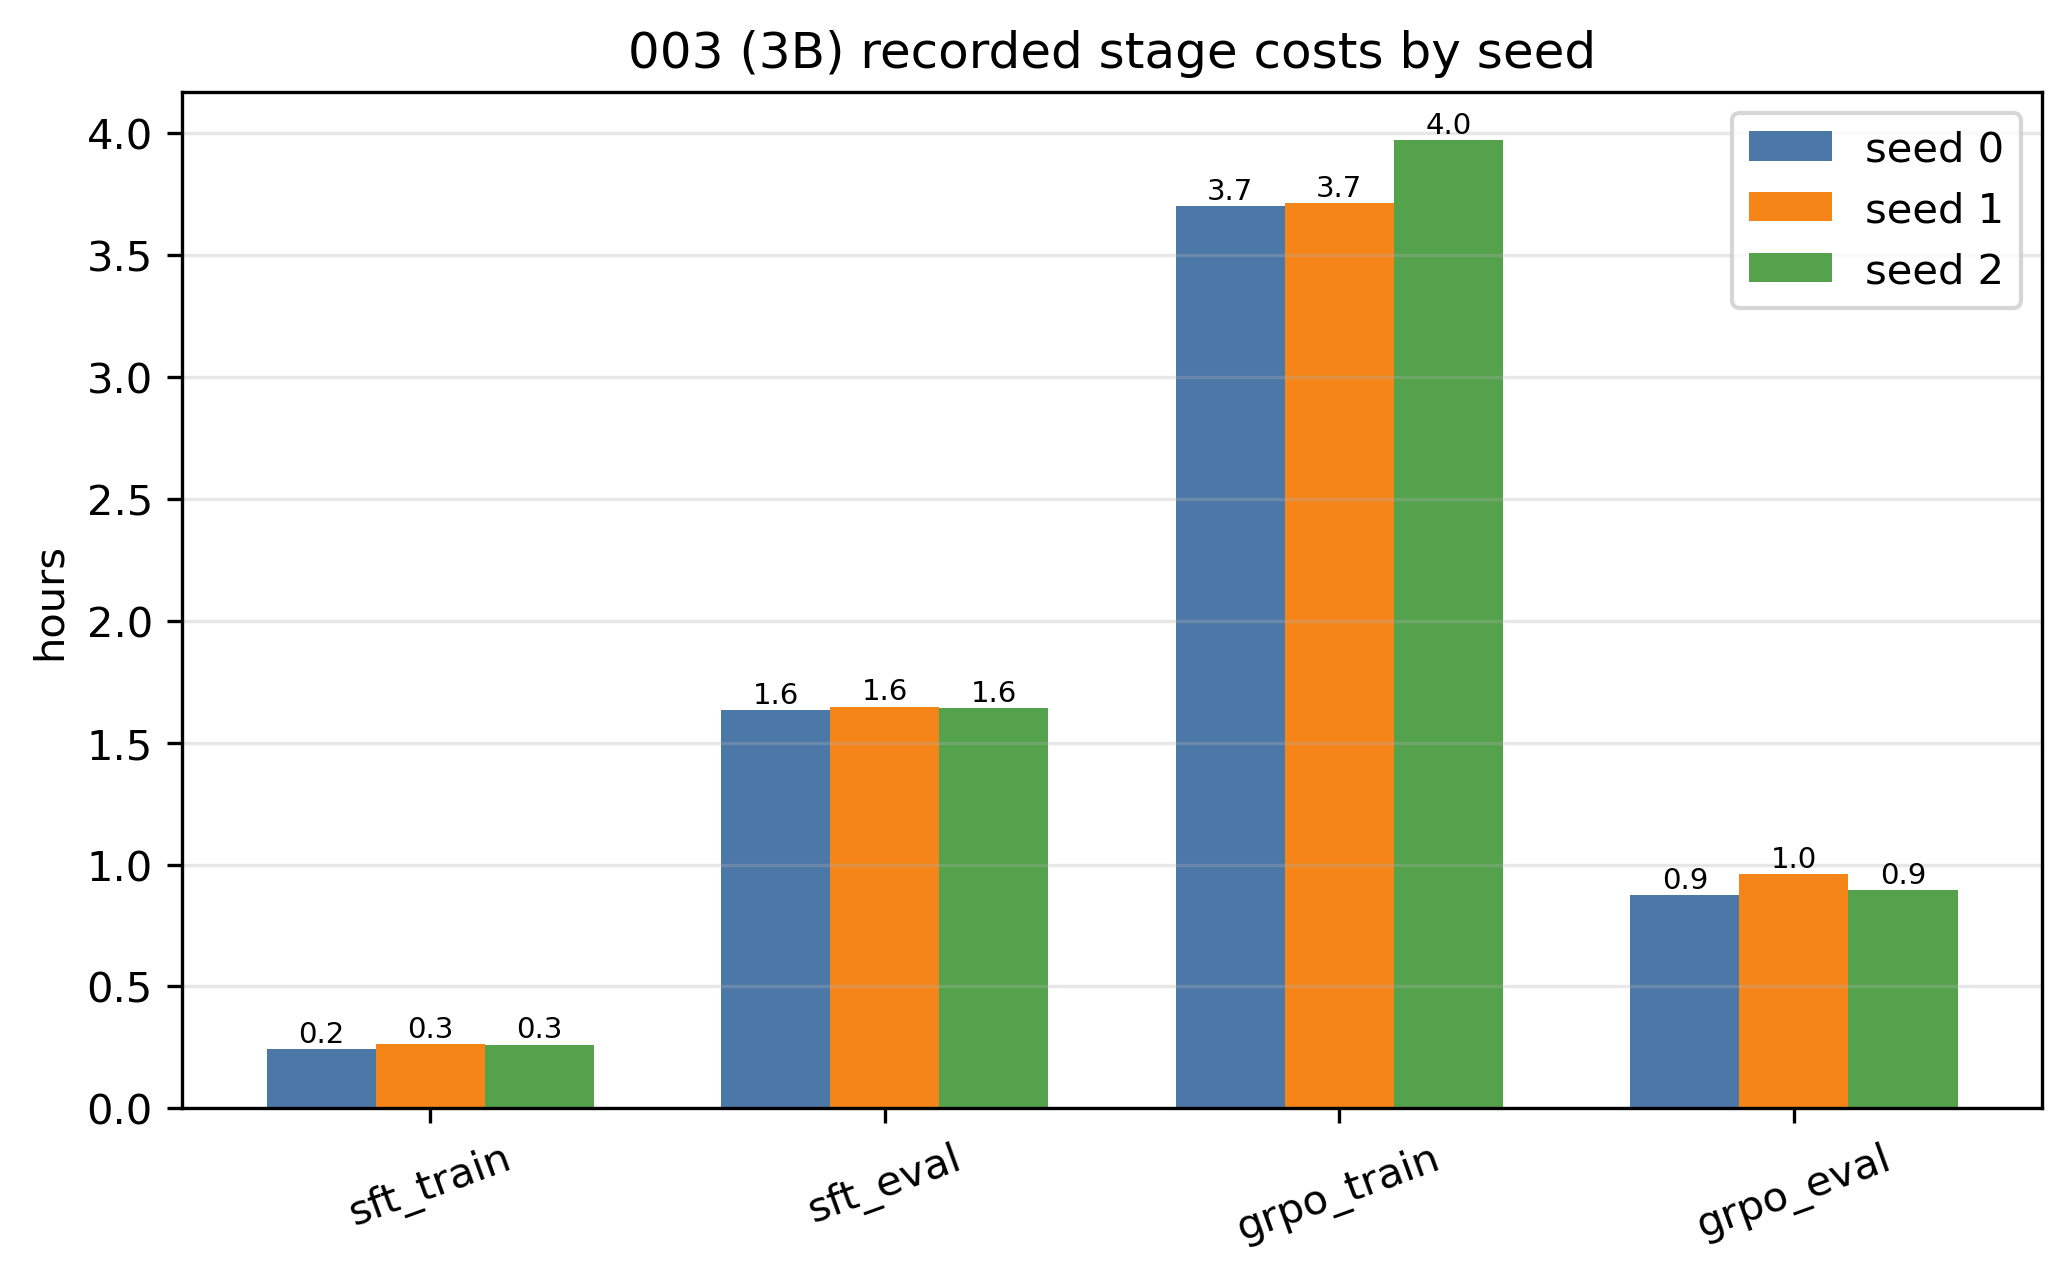 003 (3B) recorded stage costs by seed
4.0
3.5
3.0
2.5
2.0
1.5
1.0
0.5
0.0
hours
seed 0
seed 1
seed 2
0.2
0.3
0.3
1.6
1.6
1.6
3.7
3.7
4.0
0.9
1.0
0.9
sft_train
sft_eval
grpo_train
grpo_eval